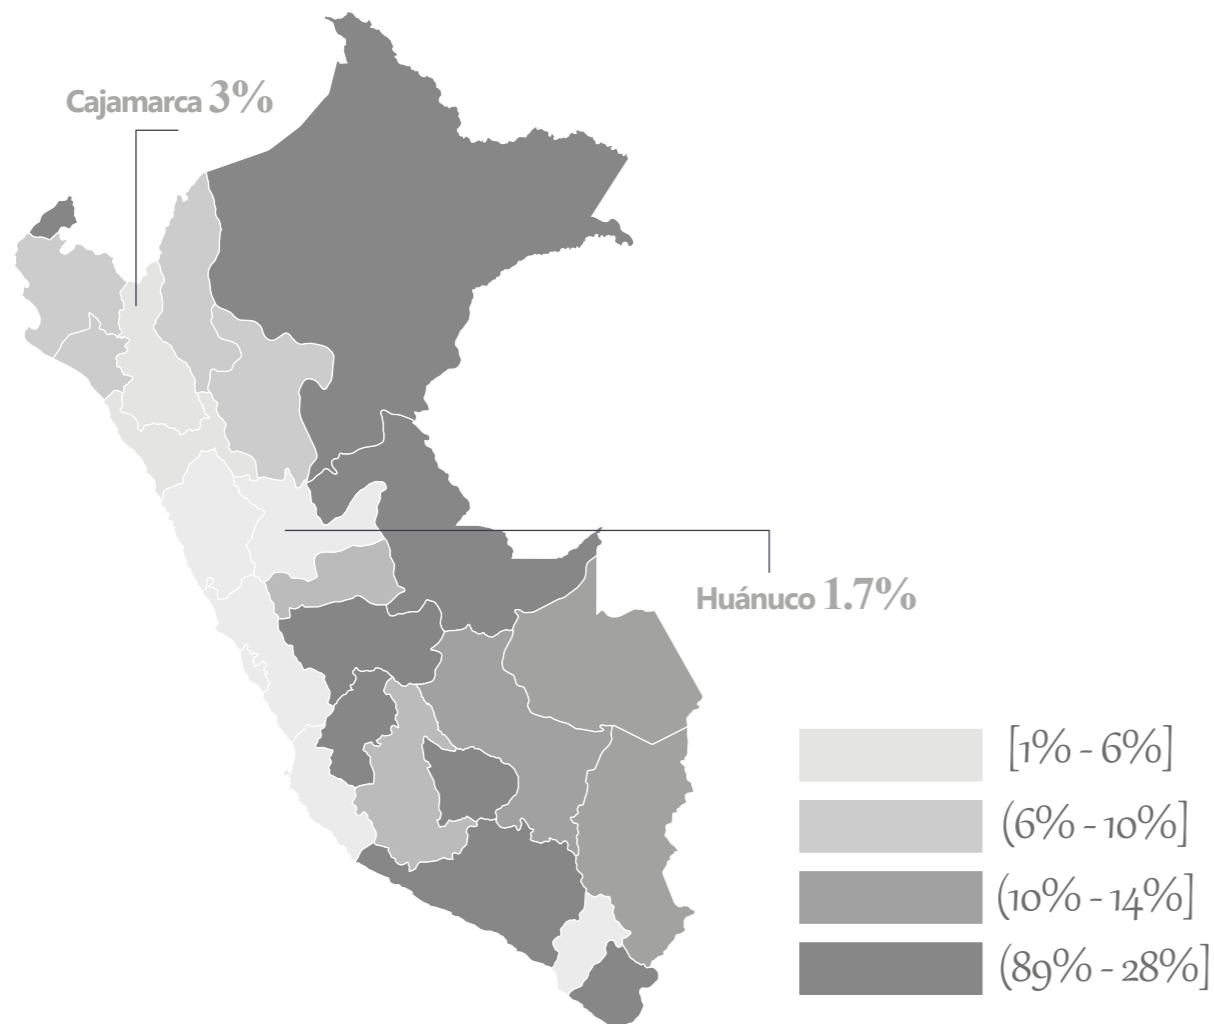 Cajamarca 3%
Huánuco 1.7%
[1% - 6%]
(6% - 10%]
(10% - 14%]
(89% - 28%]